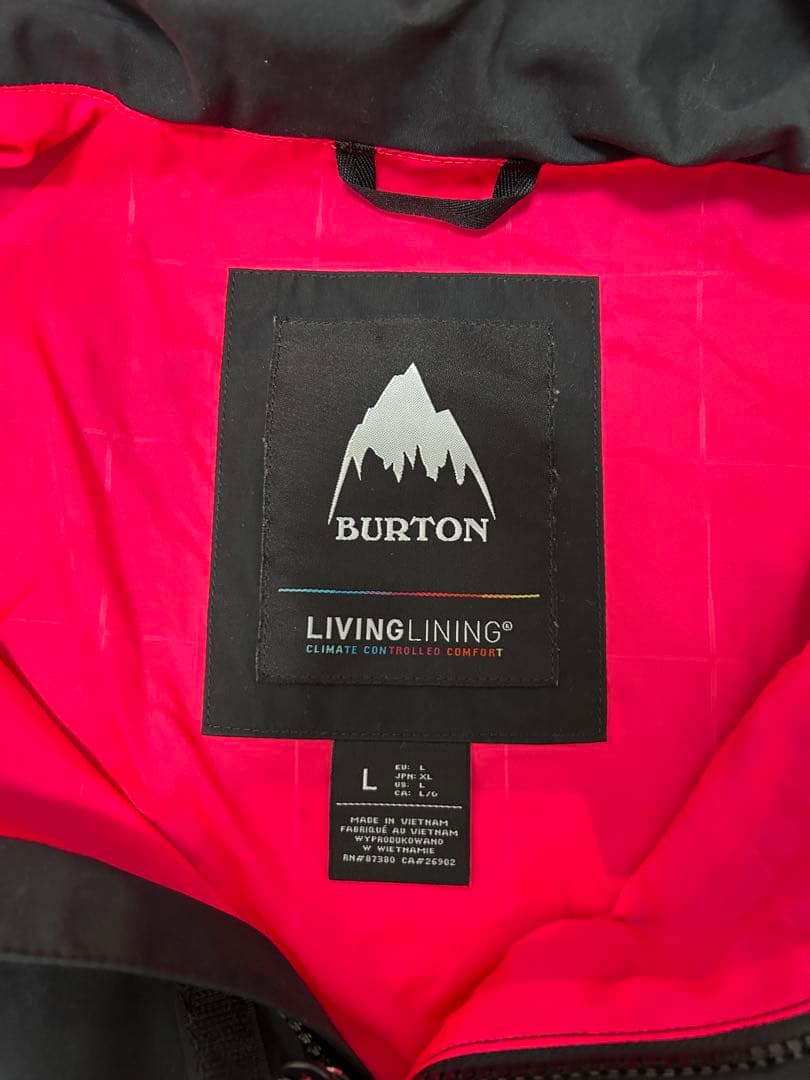 BURTON
LIVINGLINING®
CLIMATE CONTROLLED COMFORT
L
EU: L
JPN: XL
US: L
CA: L/G
MADE IN VIETNAM
FABRIQUÉ AU VIETNAM
WYPRODUKOWANO
W WIETNAMIE
RN#87380 CA#26902